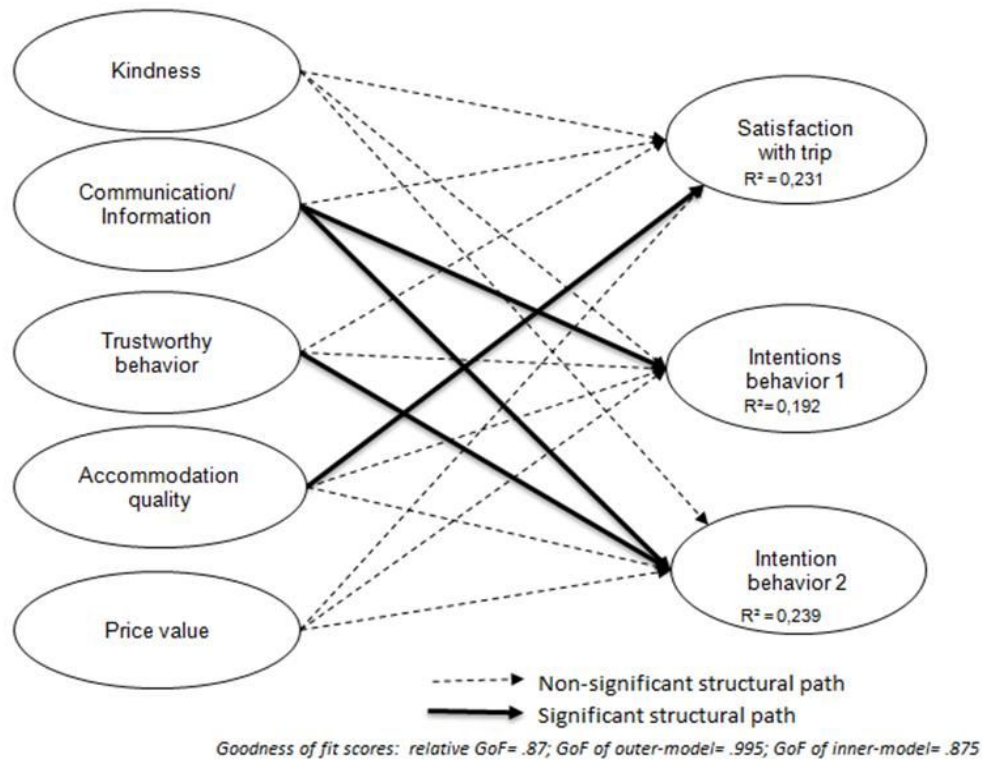 Kindness
Communication/
Information
Trustworthy
behavior
Accommodation
quality
Price value
Satisfaction
with trip
R² = 0,231
Intentions
behavior 1
R²= 0,192
Intention
behavior 2
R² = 0,239
Non-significant structural path
Significant structural path
Goodness of fit scores: relative GoF= .87; GoF of outer-model= .995; GoF of inner-model= .875